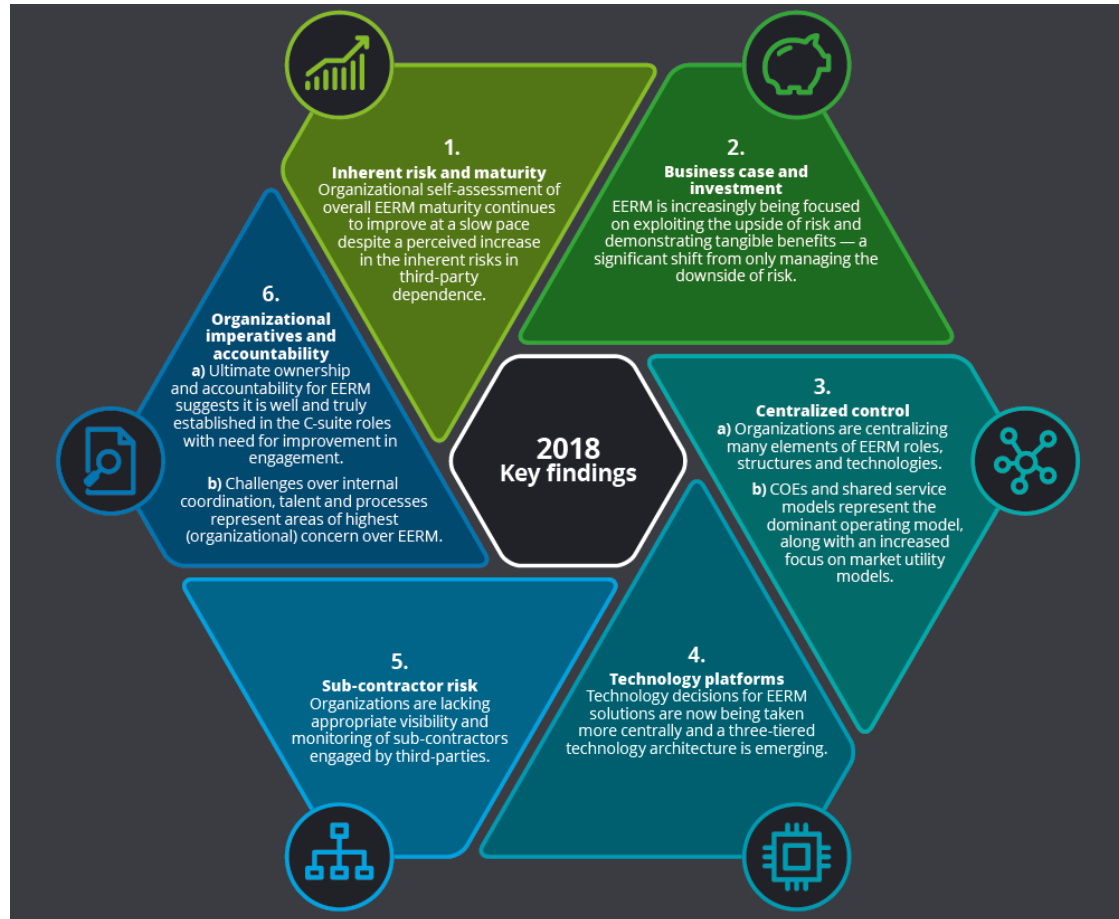 1.
Inherent risk and maturity
Organizational self-assessment of
overall EERM maturity continues
to improve at a slow pace
despite a perceived increase
in the inherent risks in
third-party
dependence.
2.
Business case and
investment
EERM is increasingly being focused
on exploiting the upside of risk and
demonstrating tangible benefits — a
significant shift from only managing the
downside of risk.
3.
Centralized control
a) Organizations are centralizing
many elements of EERM roles,
structures and technologies.
b) COEs and shared service
models represent the
dominant operating model,
along with an increased
focus on market utility
models.
4.
Technology platforms
Technology decisions for EERM
solutions are now being taken
more centrally and a three-tiered
technology architecture is emerging.
5.
Sub-contractor risk
Organizations are lacking
appropriate visibility and
monitoring of sub-contractors
engaged by third-parties.
6.
Organizational
imperatives and
accountability
a) Ultimate ownership
and accountability for EERM
suggests it is well and truly
established in the C-suite roles
with need for improvement in
engagement.
b) Challenges over internal
coordination, talent and processes
represent areas of highest
(organizational) concern over EERM.
2018
Key findings